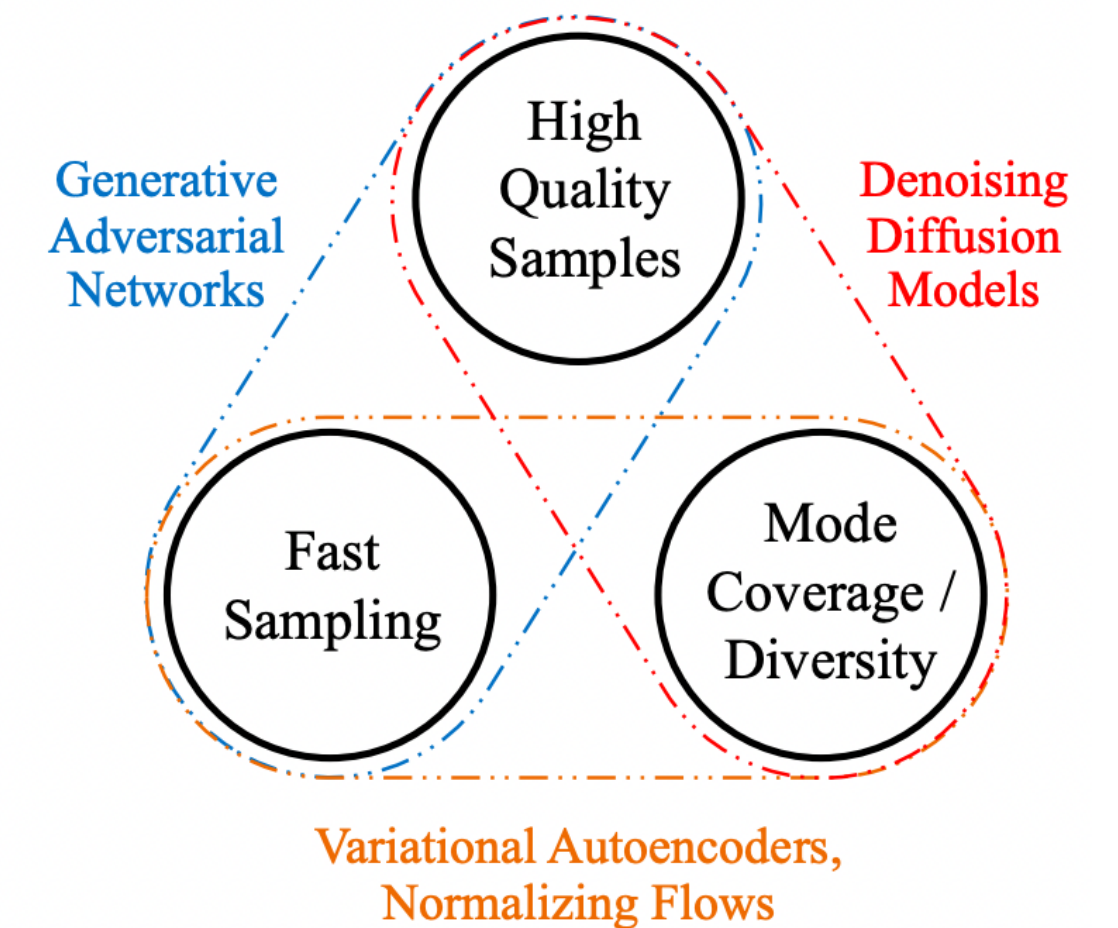 High
Quality
Samples
Generative
Adversarial
Networks
Denoising
Diffusion
Models
Fast
Sampling
Mode
Coverage /
Diversity
Variational Autoencoders,
Normalizing Flows